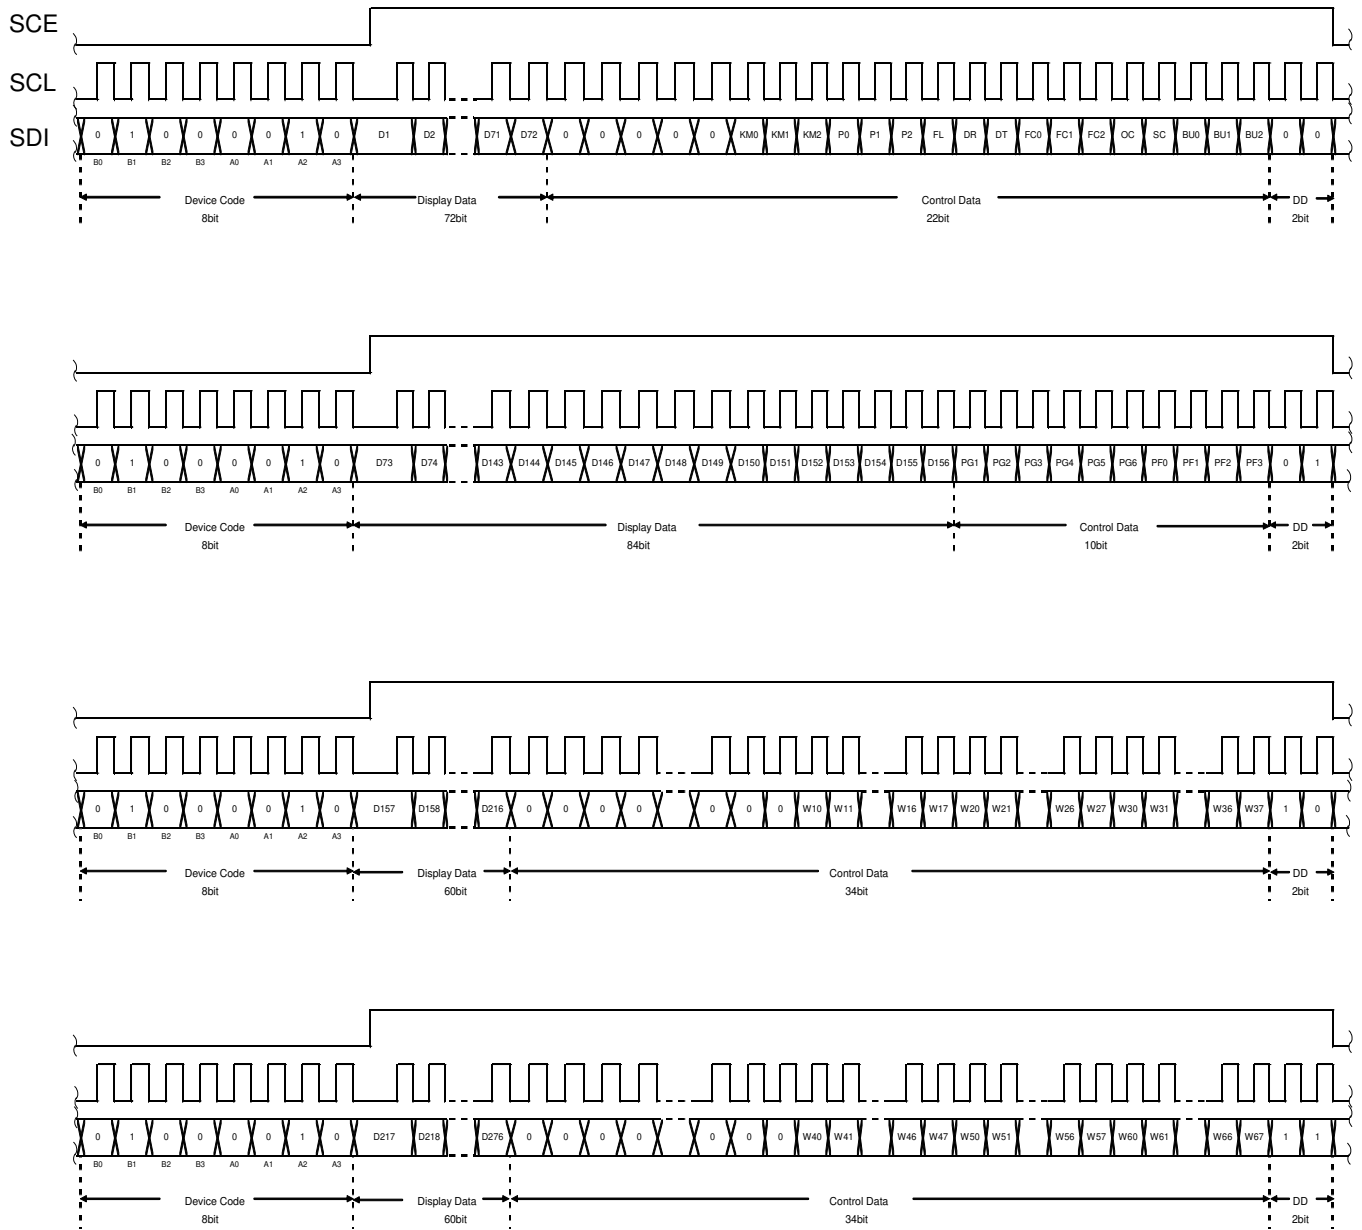 SCE
SCL
SDI
0 1 0 0 0 0 1 0 D1 D2 D71 D72 0 0 0 0 0 0 KM0 KM1 KM2 P0 P1 P2 FL DR DT FC0 FC1 FC2 OC SC BU0 BU1 BU2 0 0
B0 B1 B2 B3 A0 A1 A2 A3
Device Code Display Data Control Data DD
8bit 72bit 22bit 2bit
0 1 0 0 0 0 1 0 D73 D74 D143 D144 D145 D146 D147 D148 D149 D150 D151 D152 D153 D154 D155 D156 PG1 PG2 PG3 PG4 PG5 PG6 PF0 PF1 PF2 PF3 0 1
B0 B1 B2 B3 A0 A1 A2 A3
Device Code Display Data Control Data DD
8bit 84bit 10bit 2bit
0 1 0 0 0 0 1 0 D157 D158 D216 0 0 0 0 0 0 0 W10 W11 W16 W17 W20 W21 W26 W27 W30 W31 W36 W37 1 0
B0 B1 B2 B3 A0 A1 A2 A3
Device Code Display Data Control Data DD
8bit 60bit 34bit 2bit
0 1 0 0 0 0 1 0 D217 D218 D276 0 0 0 0 0 0 0 W40 W41 W46 W47 W50 W51 W56 W57 W60 W61 W66 W67 1 1
B0 B1 B2 B3 A0 A1 A2 A3
Device Code Display Data Control Data DD
8bit 60bit 34bit 2bit